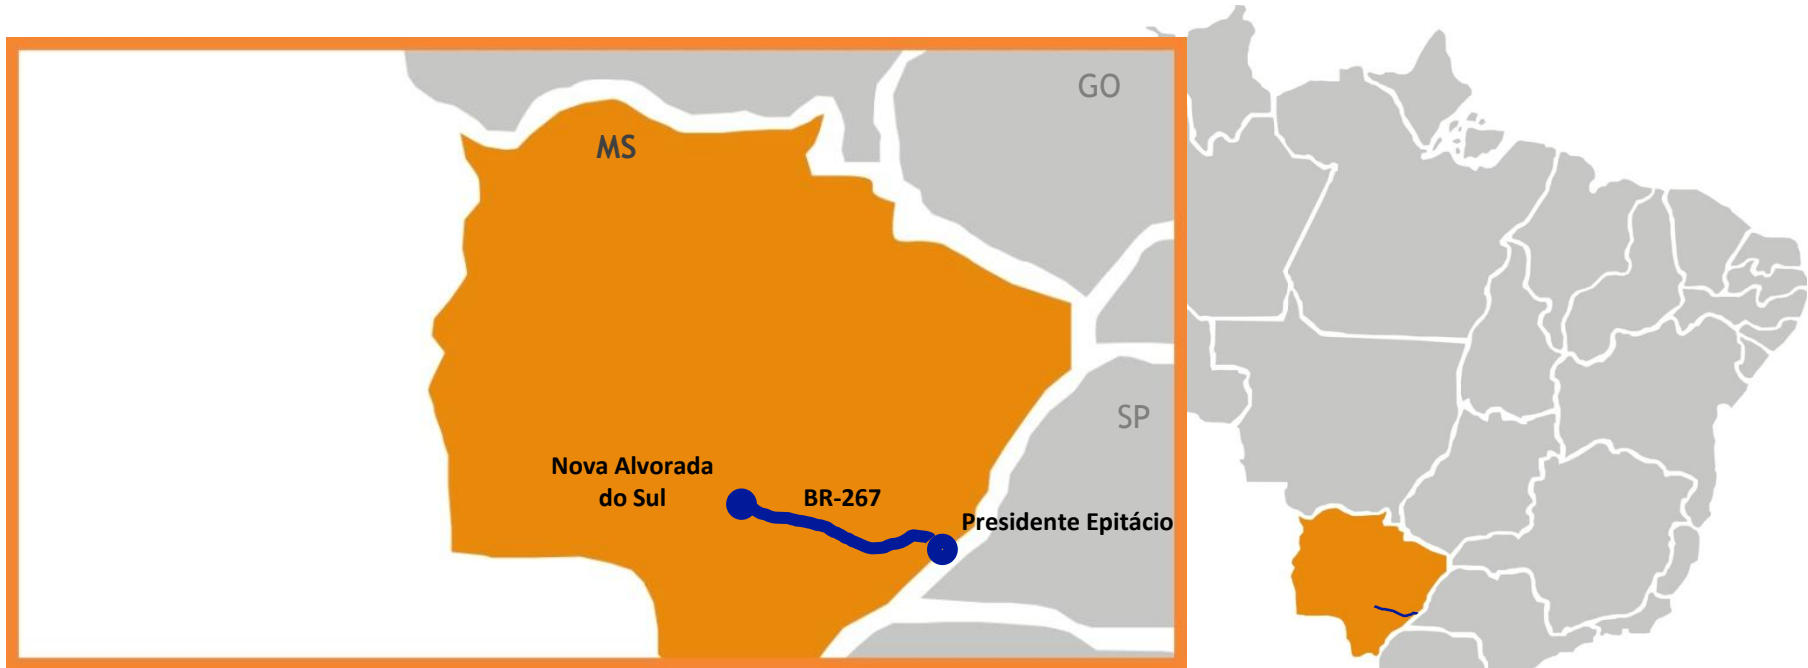 GO
MS
SP
Nova Alvorada
do Sul
BR-267
Presidente Epitácio